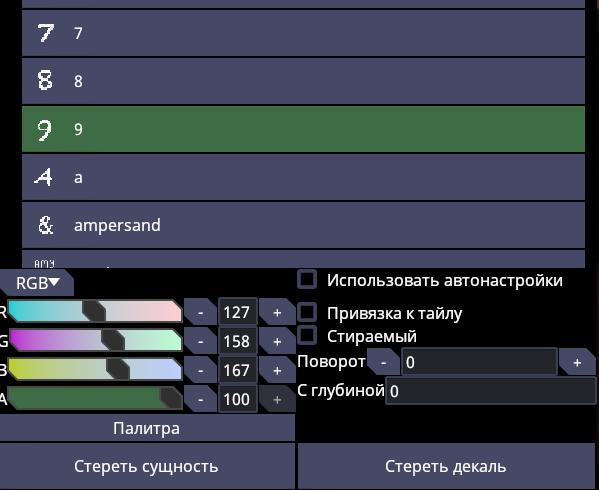 7 7
8 8
9 9
A a
& ampersand
RGB▼
Использовать автонастройки
R - 127 +
Привязка к тайлу
G - 158 +
Стираемый
B - 167 +
Поворот - 0 +
A - 100 +
С глубиной 0
Палитра
Стереть сущность
Стереть декаль